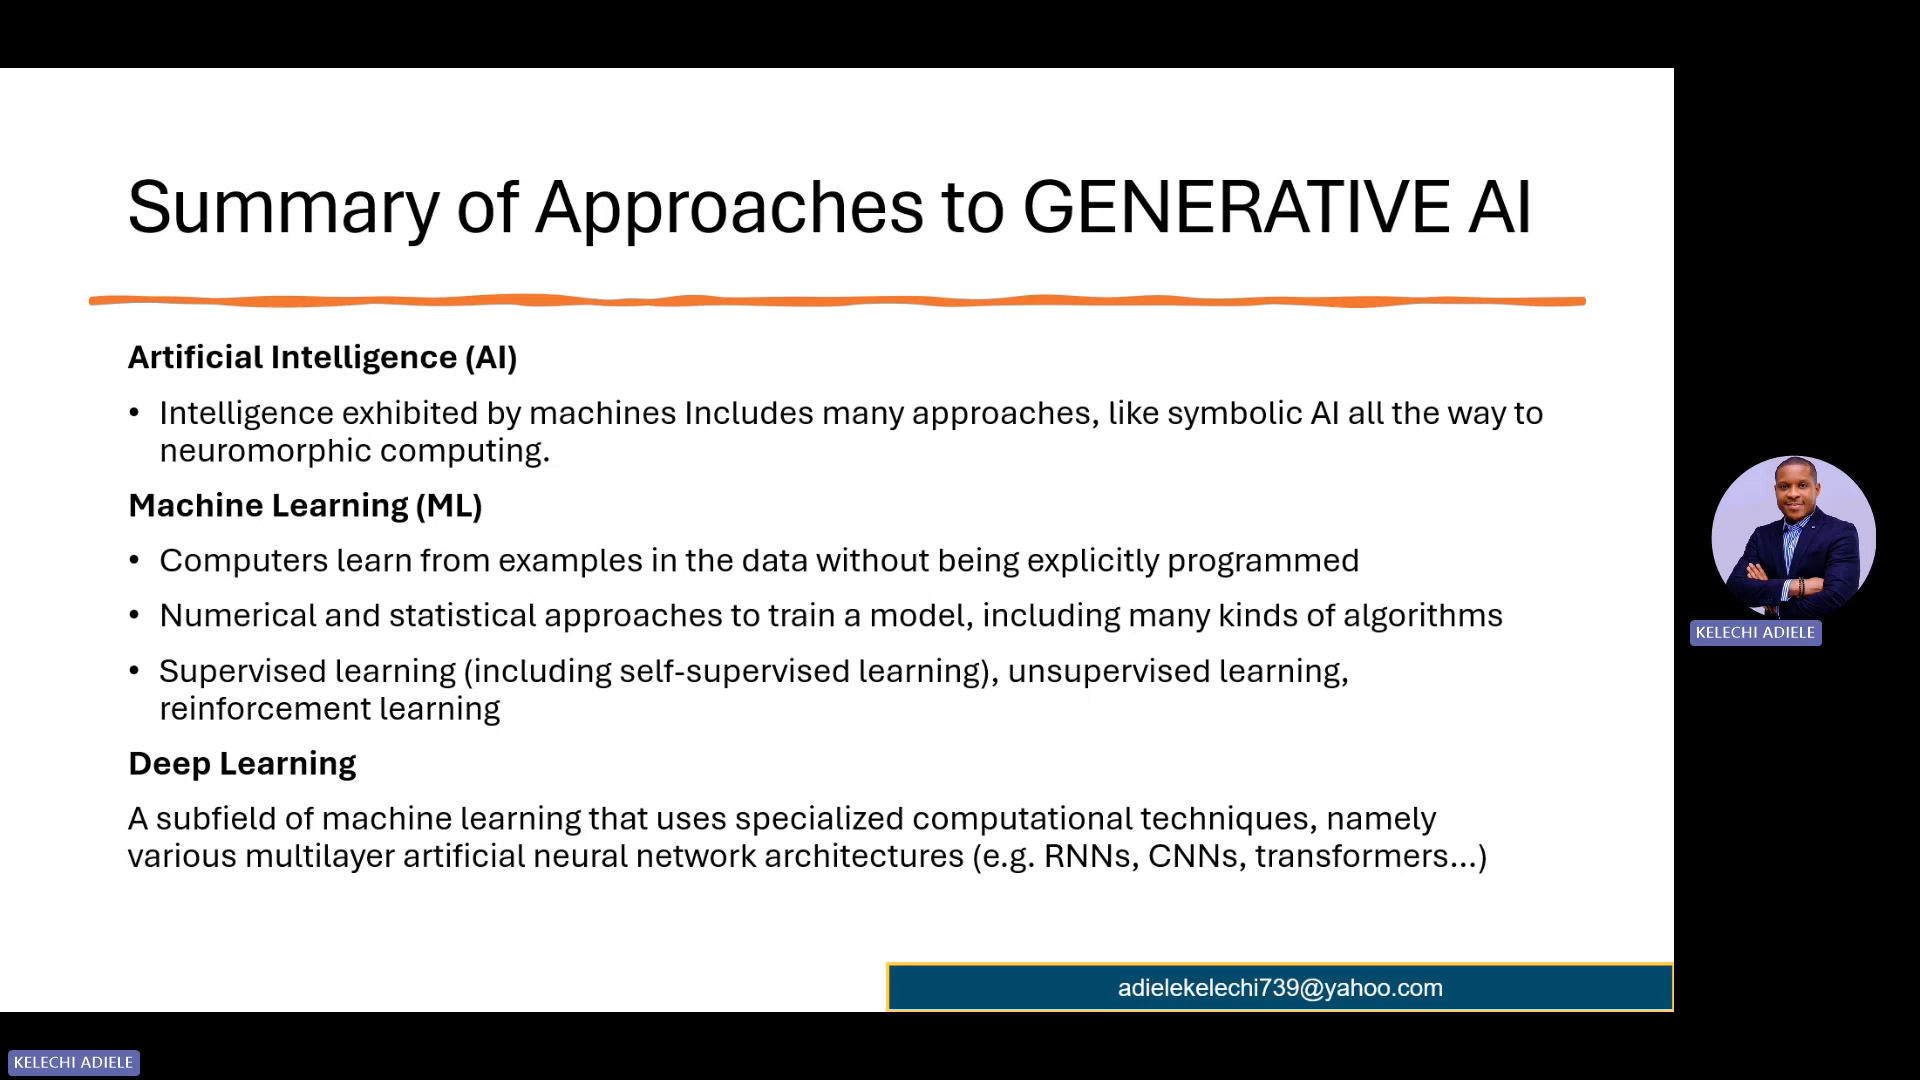 Summary of Approaches to GENERATIVE AI
Artificial Intelligence (AI)
• Intelligence exhibited by machines Includes many approaches, like symbolic AI all the way to
neuromorphic computing.
Machine Learning (ML)
• Computers learn from examples in the data without being explicitly programmed
• Numerical and statistical approaches to train a model, including many kinds of algorithms
• Supervised learning (including self-supervised learning), unsupervised learning,
reinforcement learning
Deep Learning
A subfield of machine learning that uses specialized computational techniques, namely
various multilayer artificial neural network architectures (e.g. RNNs, CNNs, transformers...)
adielekelechi739@yahoo.com
KELECHI ADIELE
KELECHI ADIELE